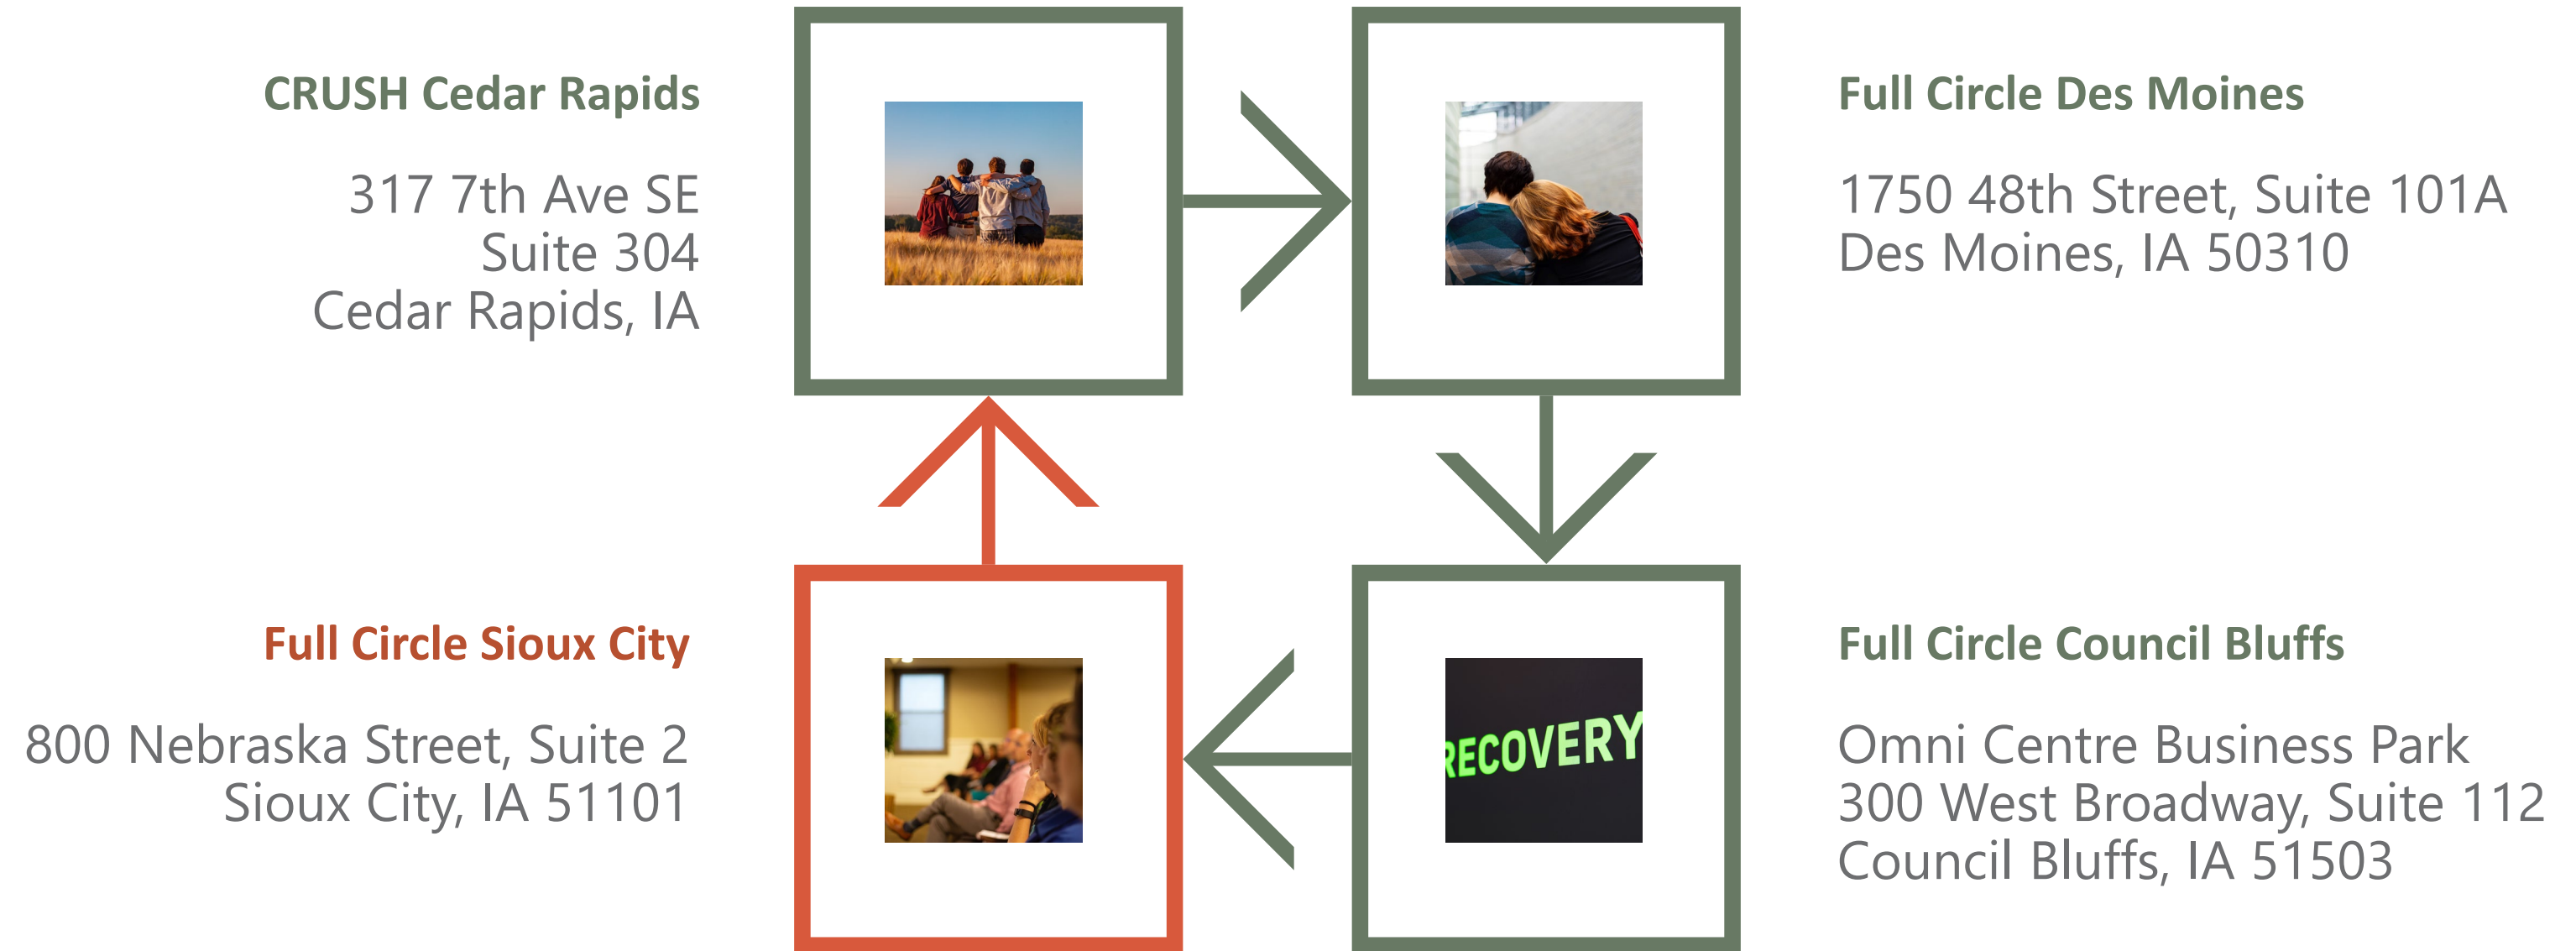 CRUSH Cedar Rapids
317 7th Ave SE
Suite 304
Cedar Rapids, IA
Full Circle Des Moines
1750 48th Street, Suite 101A
Des Moines, IA 50310
Full Circle Sioux City
800 Nebraska Street, Suite 2
Sioux City, IA 51101
RECOVERY
Full Circle Council Bluffs
Omni Centre Business Park
300 West Broadway, Suite 112
Council Bluffs, IA 51503